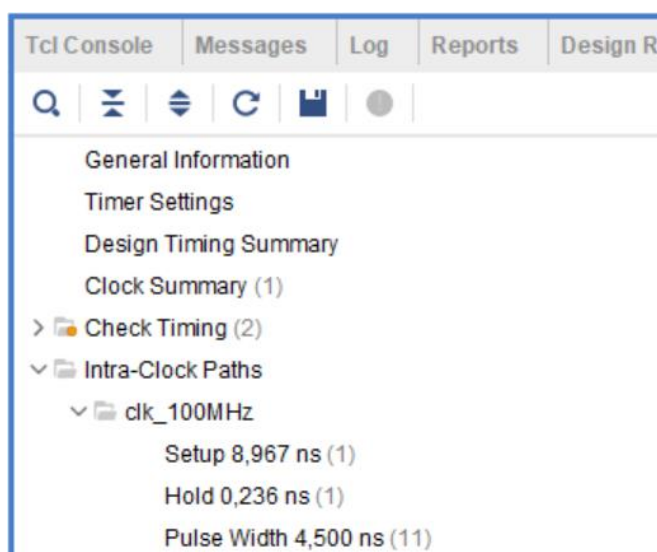 Tcl Console Messages Log Reports Design R
General Information
Timer Settings
Design Timing Summary
Clock Summary (1)
Check Timing (2)
Intra-Clock Paths
clk_100MHz
Setup 8,967 ns (1)
Hold 0,236 ns (1)
Pulse Width 4,500 ns (11)